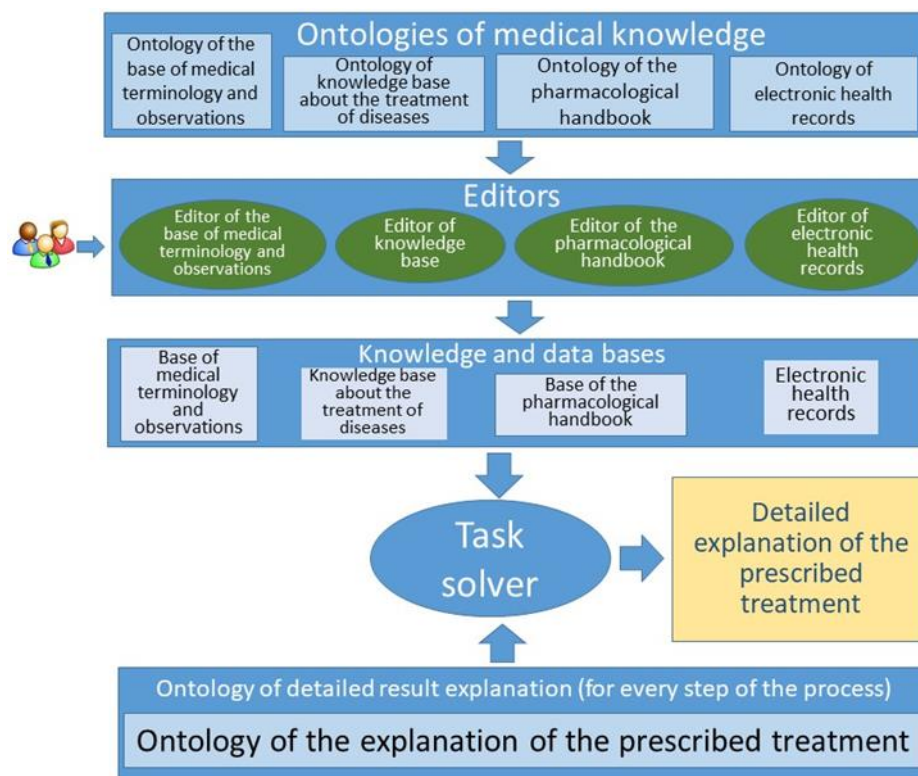 Ontologies of medical knowledge
Ontology of the
base of medical
terminology and
observations
Ontology of
knowledge base
about the treatment
of diseases
Ontology of the
pharmacological
handbook
Ontology of
electronic health
records
Editors
Editor of the
base of medical
terminology and
observations
Editor of
knowledge
base
Editor of the
pharmacological
handbook
Editor of
electronic
health
records
Knowledge and data bases
Base of
medical
terminology
and
observations
Knowledge base
about the
treatment of
diseases
Base of the
pharmacological
handbook
Electronic
health
records
Task
solver
Detailed
explanation of the
prescribed
treatment
Ontology of detailed result explanation (for every step of the process)
Ontology of the explanation of the prescribed treatment